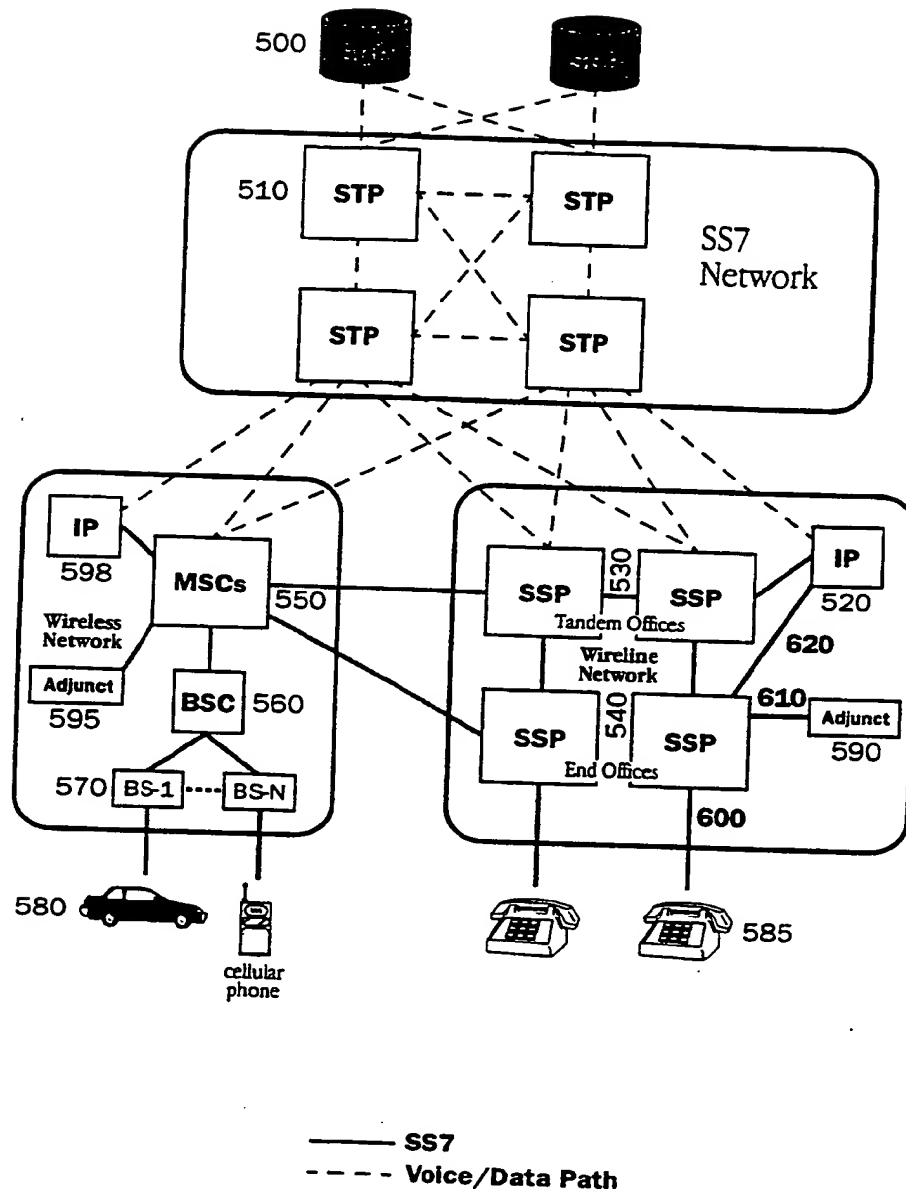 500
510
STP
STP
SS7
Network
STP
STP
IP
598
MSCs
550
Wireless
Network
Adjunct
595
BSC
560
570
BS-1
BS-N
580
cellular
phone
SSP
530
SSP
IP
520
Tandem Offices
Wireline
Network
620
610
SSP
540
SSP
Adjunct
590
End Offices
600
585
SS7
Voice/Data Path